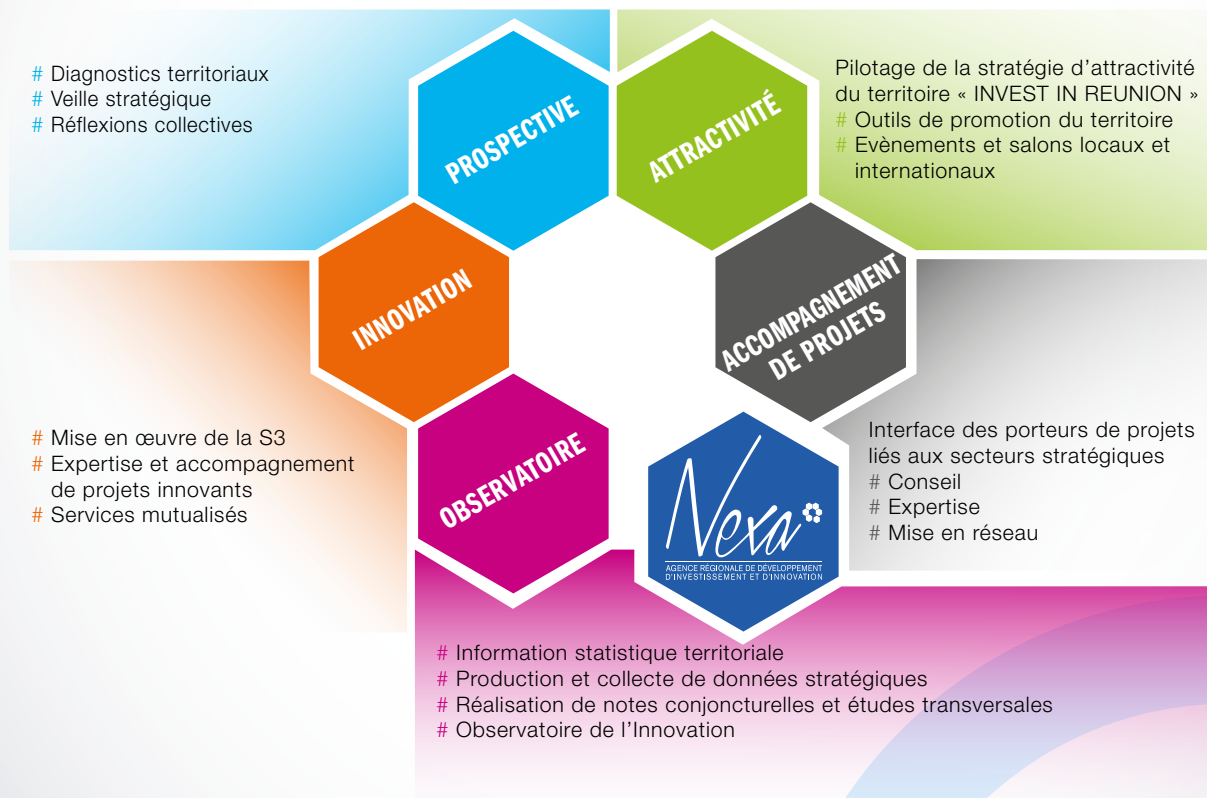 # Diagnostics territoriaux
# Veille stratégique
# Réflexions collectives
PROSPECTIVE
ATTRACTIVITÉ
Pilotage de la stratégie d'attractivité
du territoire « INVEST IN REUNION »
# Outils de promotion du territoire
# Evènements et salons locaux et
internationaux
INNOVATION
ACCOMPAGNEMENT
DE PROJETS
# Mise en œuvre de la S3
# Expertise et accompagnement
de projets innovants
# Services mutualisés
OBSERVATOIRE
Nexa
AGENCE RÉGIONALE DE DÉVELOPPEMENT
D'INVESTISSEMENT ET D'INNOVATION
Interface des porteurs de projets
liés aux secteurs stratégiques
# Conseil
# Expertise
# Mise en réseau
# Information statistique territoriale
# Production et collecte de données stratégiques
# Réalisation de notes conjoncturelles et études transversales
# Observatoire de l'Innovation